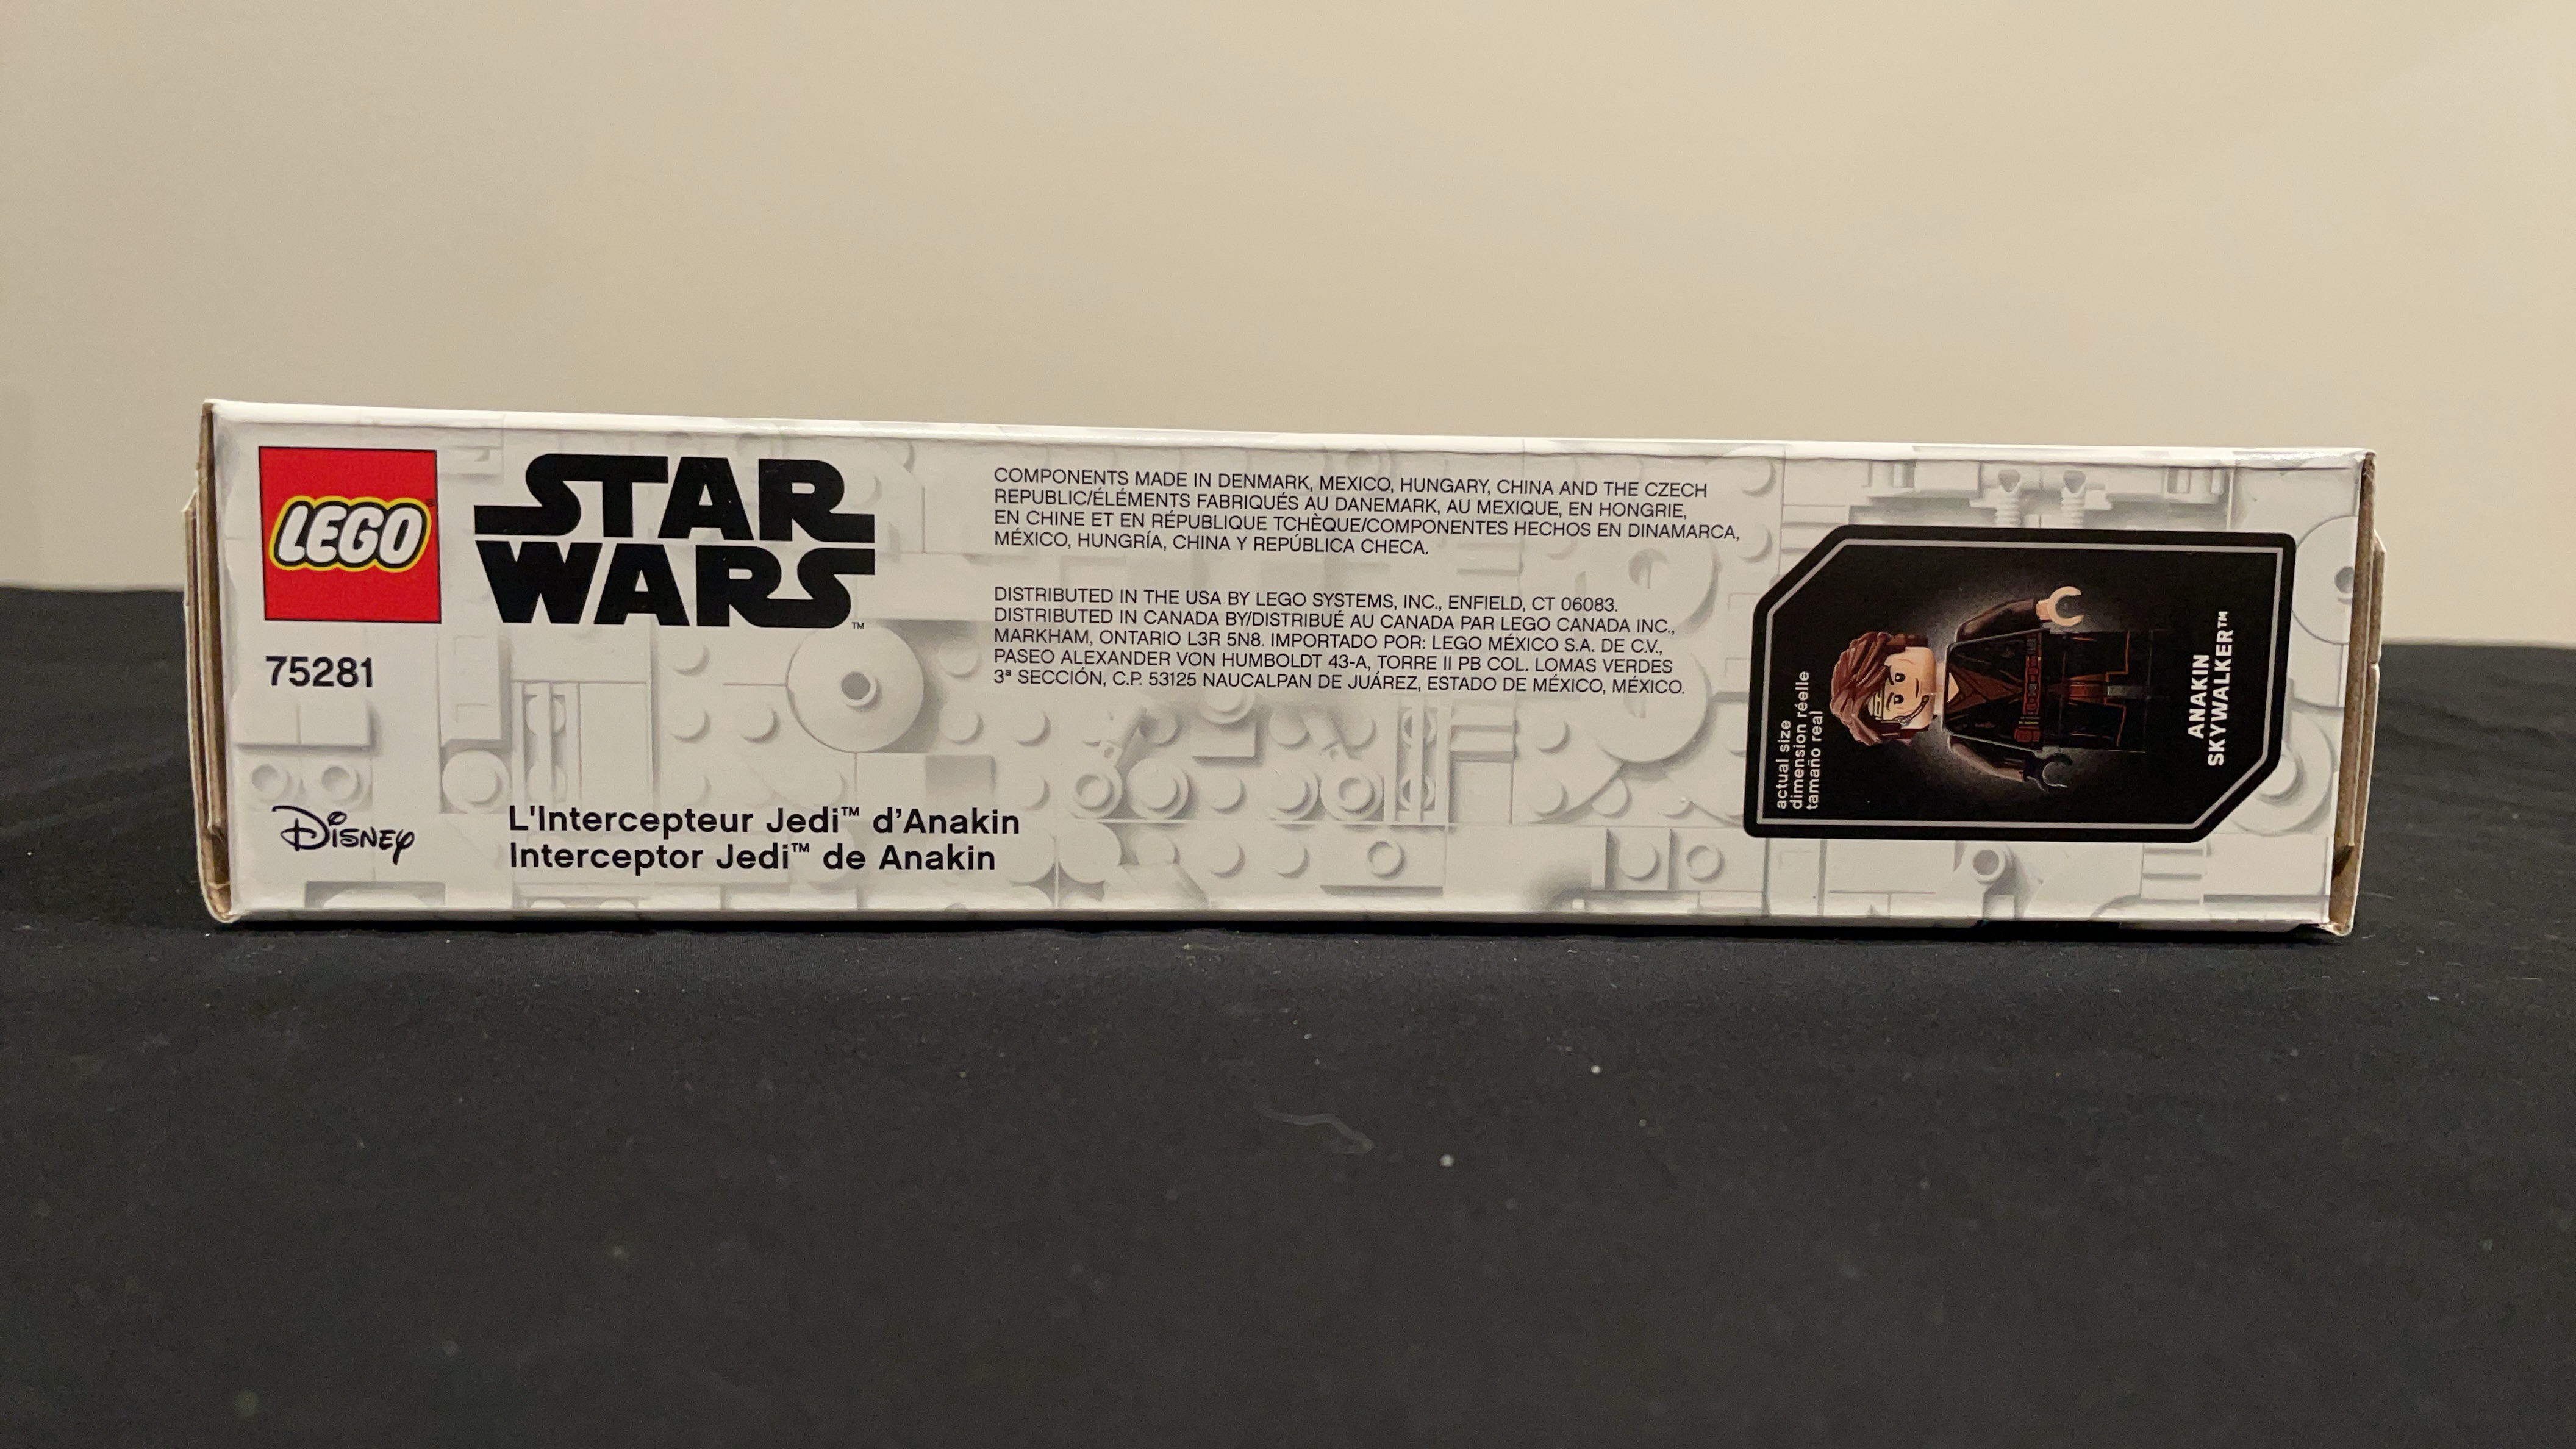 LEGO
STAR
WARS™
75281
Disney
L'Intercepteur Jedi™ d'Anakin
Interceptor Jedi™ de Anakin
COMPONENTS MADE IN DENMARK, MEXICO, HUNGARY, CHINA AND THE CZECH
REPUBLIC/ÉLÉMENTS FABRIQUÉS AU DANEMARK, AU MEXIQUE, EN HONGRIE,
EN CHINE ET EN RÉPUBLIQUE TCHÈQUE/COMPONENTES HECHOS EN DINAMARCA,
MÉXICO, HUNGRÍA, CHINA Y REPÚBLICA CHECA.
DISTRIBUTED IN THE USA BY LEGO SYSTEMS, INC., ENFIELD, CT 06083.
DISTRIBUTED IN CANADA BY/DISTRIBUÉ AU CANADA PAR LEGO CANADA INC.,
MARKHAM, ONTARIO L3R 5N8. IMPORTADO POR: LEGO MÉXICO S.A. DE C.V.,
PASEO ALEXANDER VON HUMBOLDT 43-A, TORRE II PB COL. LOMAS VERDES
3ª SECCIÓN, C.P. 53125 NAUCALPAN DE JUÁREZ, ESTADO DE MÉXICO, MÉXICO.
actual size
dimension réelle
tamaño real
ANAKIN
SKYWALKER™